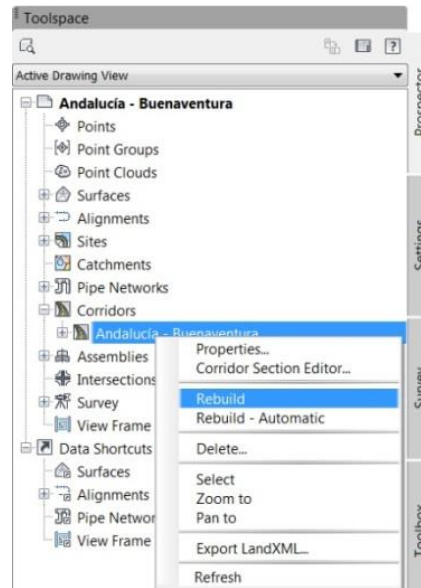 Toolspace
Active Drawing View
Andalucía - Buenaventura
Points
Point Groups
Point Clouds
Surfaces
Alignments
Sites
Catchments
Pipe Networks
Corridors
Andalucía - Buenaventura
Assemblies
Intersections
Survey
View Frame
Data Shortcuts
Surfaces
Alignments
Pipe Networ
View Frame
Properties...
Corridor Section Editor...
Rebuild
Rebuild - Automatic
Delete...
Select
Zoom to
Pan to
Export LandXML...
Refresh
Prospector
Settings
Survey
Toolbox